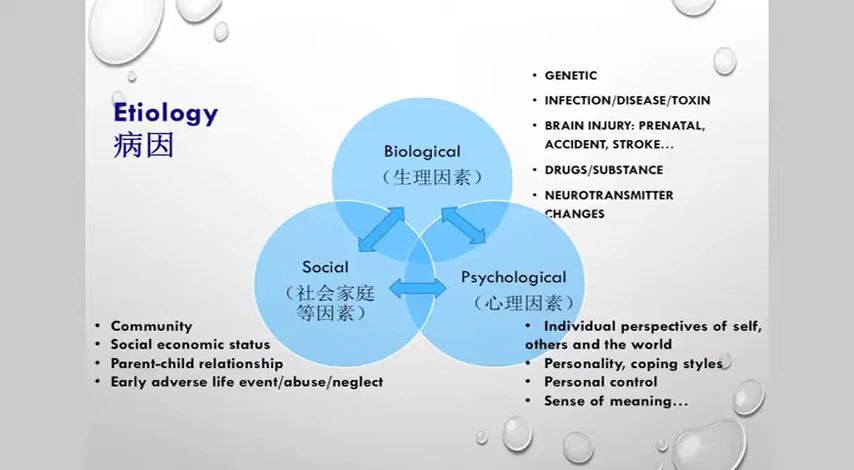 Etiology
病因
• GENETIC
• INFECTION/DISEASE/TOXIN
• BRAIN INJURY: PRENATAL,
ACCIDENT, STROKE…
• DRUGS/SUBSTANCE
• NEUROTRANSMITTER
CHANGES
Biological
（生理因素）
Social
（社会家庭
等因素）
Psychological
（心理因素）
• Community
• Social economic status
• Parent-child relationship
• Early adverse life event/abuse/neglect
• Individual perspectives of self,
others and the world
• Personality, coping styles
• Personal control
• Sense of meaning…